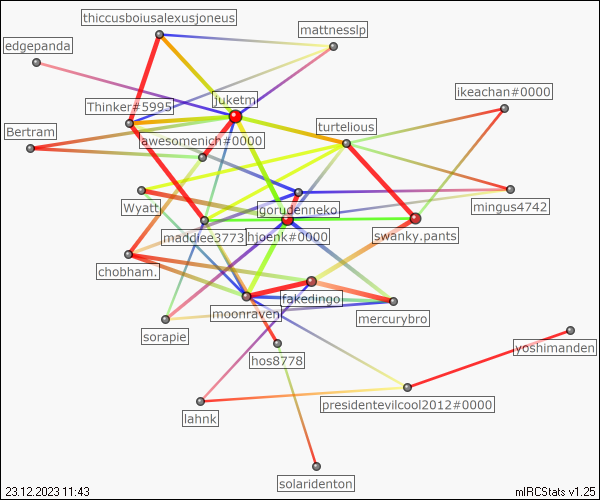 thiccusboiusalexusjoneus
mattnesslp
edgepanda
ikeachan#0000
Thinker#5995
juketm
turtelious
Bertram
awesomenich#0000
Wyatt
gorudenneko
mingus4742
maddiee3773
hjoenk#0000
swanky.pants
chobham.
fakedingo
moonraven
mercurybro
sorapie
yoshimanden
hos8778
presidentevilcool2012#0000
lahnk
solaridenton
23.12.2023 11:43
mIRCStats v1.25